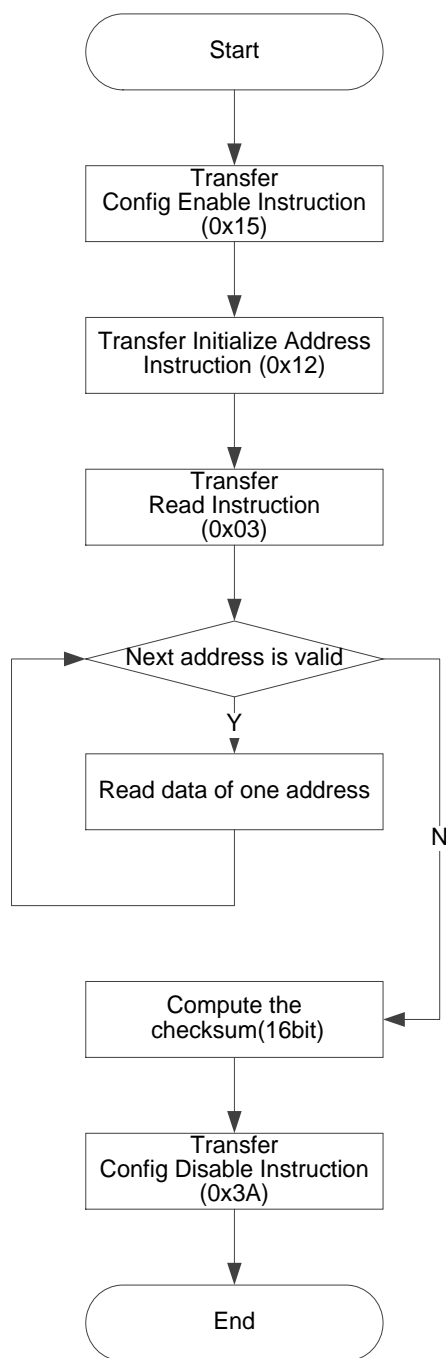 Start
Transfer
Config Enable Instruction
(0x15)
Transfer Initialize Address
Instruction (0x12)
Transfer
Read Instruction
(0x03)
Next address is valid
Y
Read data of one address
N
Compute the
checksum(16bit)
Transfer
Config Disable Instruction
(0x3A)
End